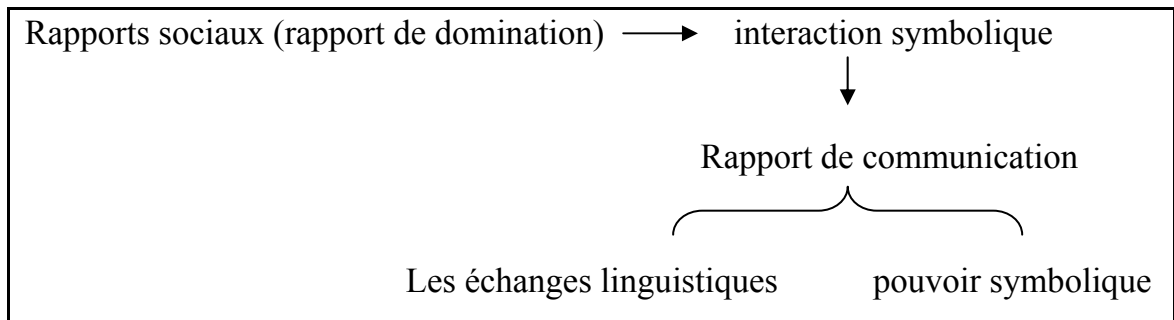 Rapports sociaux (rapport de domination) interaction symbolique
Rapport de communication
Les échanges linguistiques pouvoir symbolique